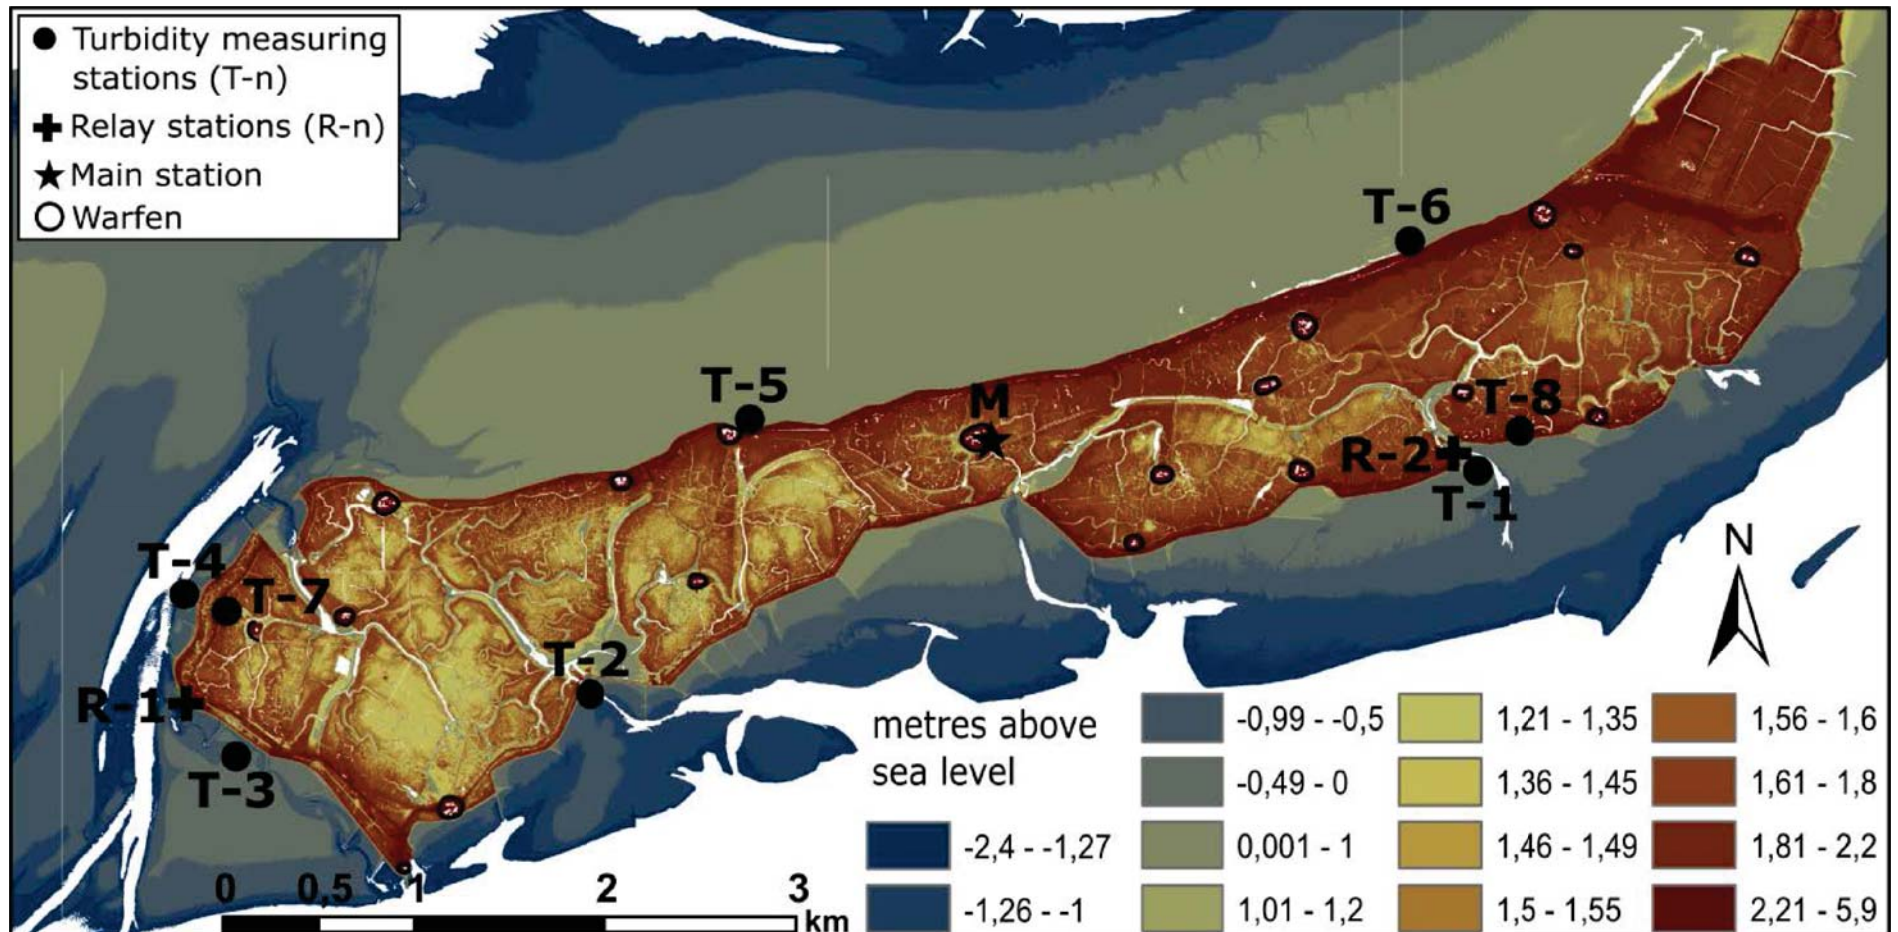 Turbidity measuring
stations (T-n)
Relay stations (R-n)
Main station
Warfen
T-6
T-5
M
T-8
R-2
T-1
T-4
T-7
T-2
R-1
T-3
N
metres above
sea level
-2,4 - -1,27
-1,26 - -1
-0,99 - -0,5
-0,49 - 0
0,001 - 1
1,01 - 1,2
1,21 - 1,35
1,36 - 1,45
1,46 - 1,49
1,5 - 1,55
1,56 - 1,6
1,61 - 1,8
1,81 - 2,2
2,21 - 5,9
0 0,5 1 2 3
km